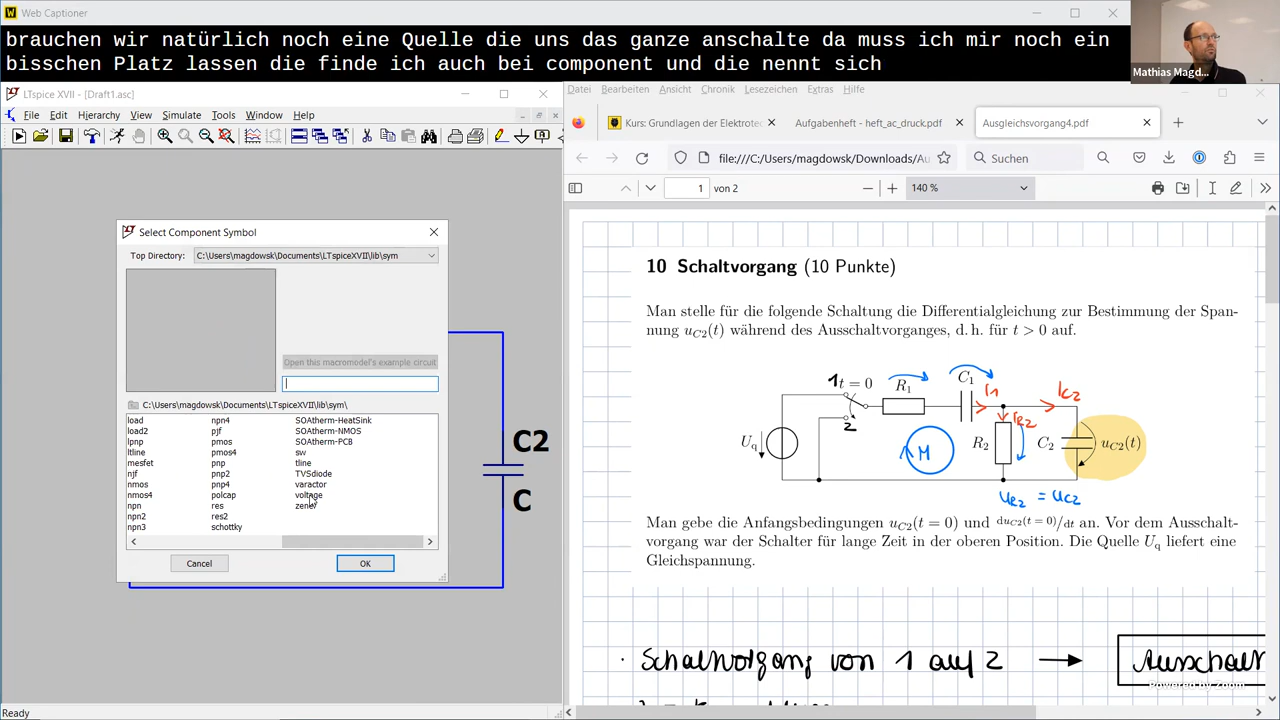 Web Captioner
brauchen wir natürlich noch eine Quelle die uns das ganze anschalte da muss ich mir noch ein
bisschen Platz lassen die finde ich auch bei component und die nennt sich
Mathias Magd...
LTspice XVII - [Draft1.asc]
File Edit Hierarchy View Simulate Tools Window Help
Select Component Symbol
Top Directory: C:\Users\magdowsk\Documents\LTspiceXVII\lib\sym
Open this macromodel's example circuit
C:\Users\magdowsk\Documents\LTspiceXVII\lib\sym\
load npn4 SOAtherm-HeatSink
load2 pjf SOAtherm-NMOS
lpnp pmos SOAtherm-PCB
ltline pmos4 sw
mesfet pnp tline
njf pnp2 TVSdiode
nmos pnp4 varactor
nmos4 polcap voltage
npn res zener
npn2 res2
npn3 schottky
Cancel OK
C2
C
Ready
Datei Bearbeiten Ansicht Chronik Lesezeichen Extras Hilfe
Kurs: Grundlagen der Elektrotec Aufgabenheft - heft_ac_druck.pdf Ausgleichsvorgang4.pdf
file:///C:/Users/magdowsk/Downloads/Au Suchen
1 von 2 140 %
10 Schaltvorgang (10 Punkte)
Man stelle für die folgende Schaltung die Differentialgleichung zur Bestimmung der Span-
nung uC2(t) während des Ausschaltvorganges, d. h. für t > 0 auf.
1 t = 0 R1 C1 I1 IC2
2 IR2
Uq M R2 C2 uC2(t)
UR2 = UC2
Man gebe die Anfangsbedingungen uC2(t = 0) und duC2(t=0)/dt an. Vor dem Ausschalt-
vorgang war der Schalter für lange Zeit in der oberen Position. Die Quelle Uq liefert eine
Gleichspannung.
· Schaltvorgang von 1 auf 2 → Ausschalt
Powered by Zoom